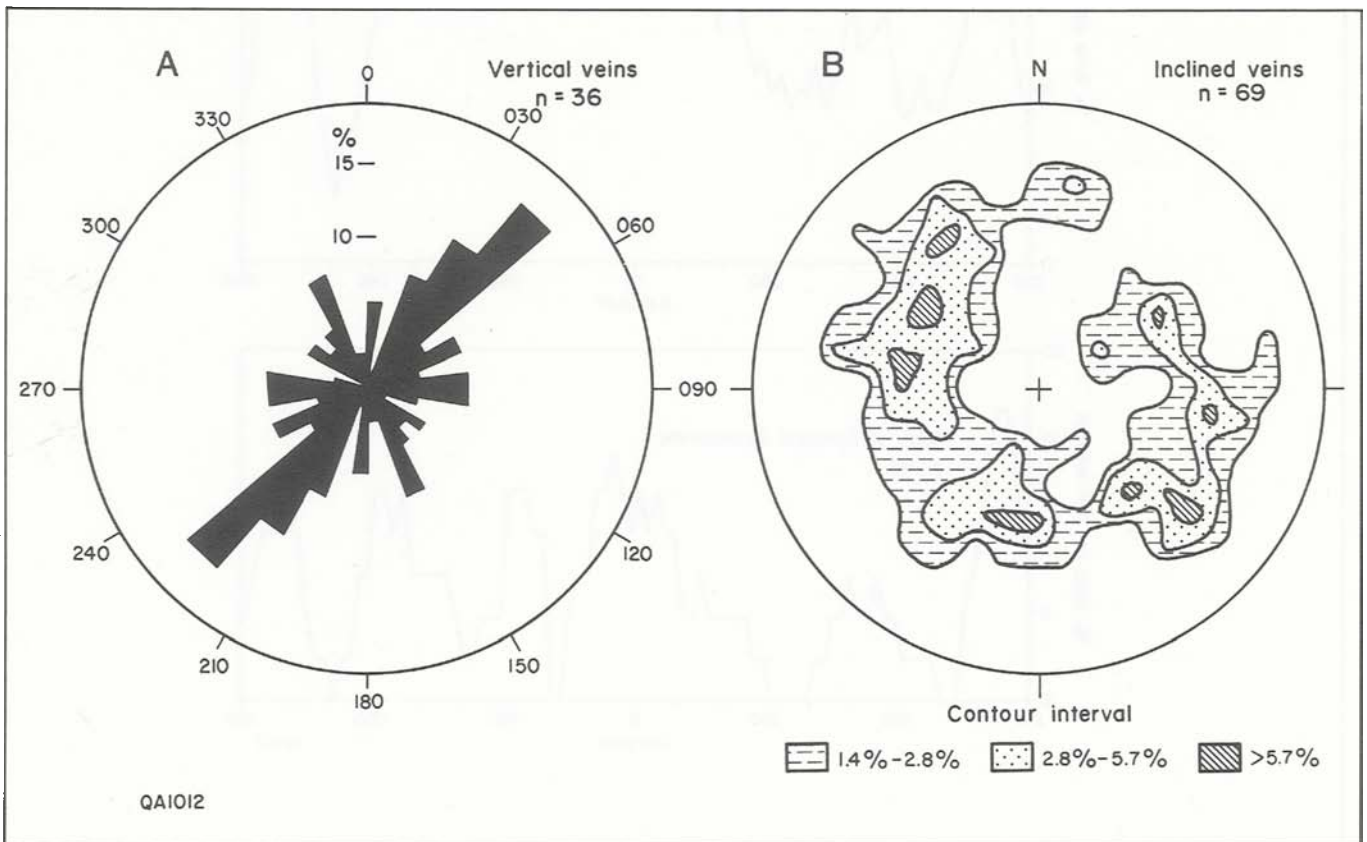 A
Vertical veins
n = 36
0
030
060
090
120
150
180
210
240
270
300
330
%
15
10
B
Inclined veins
n = 69
N
Contour interval
1.4%-2.8%
2.8%-5.7%
>5.7%
QA1012